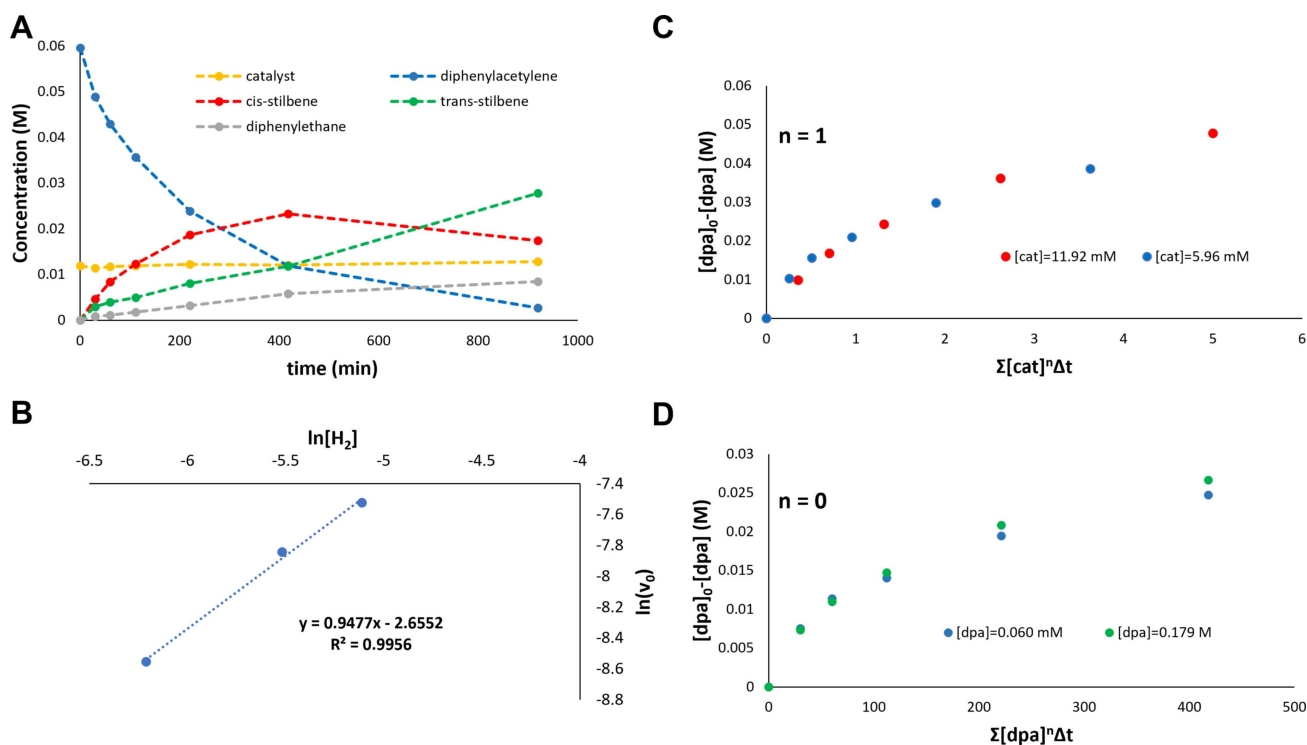 A
Concentration (M)
0.06
0.05
0.04
0.03
0.02
0.01
0
catalyst
diphenylacetylene
cis-stilbene
trans-stilbene
diphenylethane
0 200 400 600 800 1000
time (min)
B
ln[H₂]
-6.5 -6 -5.5 -5 -4.5 -4
-7.4
-7.6
-7.8
-8
-8.2
-8.4
-8.6
-8.8
ln(v₀)
y = 0.9477x - 2.6552
R² = 0.9956
C
[dpa]₀-[dpa] (M)
0.06
0.05
0.04
0.03
0.02
0.01
0
n = 1
[cat]=11.92 mM
[cat]=5.96 mM
0 1 2 3 4 5 6
Σ[cat]ⁿΔt
D
[dpa]₀-[dpa] (M)
0.03
0.025
0.02
0.015
0.01
0.005
0
n = 0
[dpa]=0.060 mM
[dpa]=0.179 M
0 100 200 300 400 500
Σ[dpa]ⁿΔt